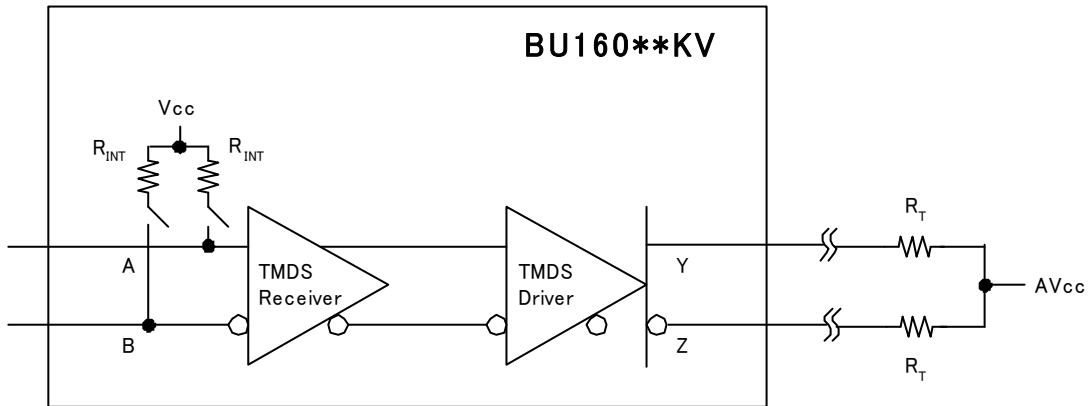 BU160**KV
Vcc
R_INT R_INT
R_T
A
TMDS
Receiver
TMDS
Driver
Y
AVcc
B
Z
R_T